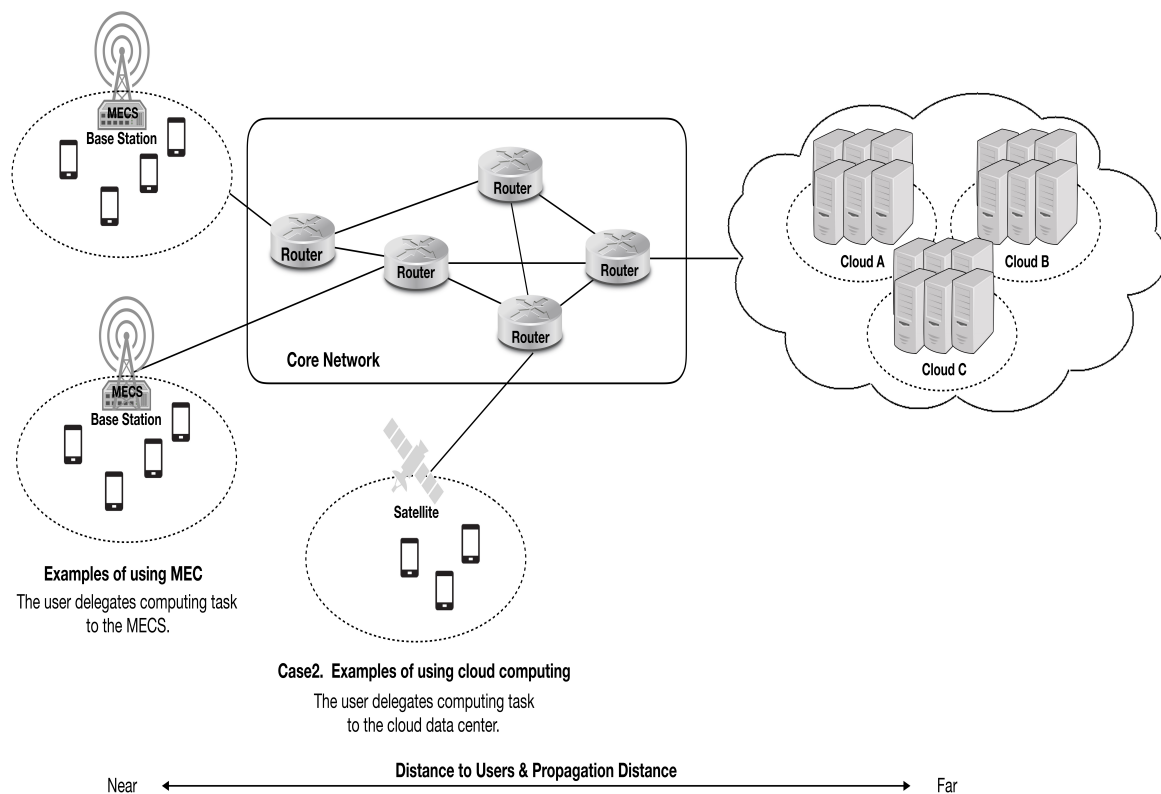 MECS
Base Station
Router
Router
Router
Router
Router
Core Network
Cloud A
Cloud B
Cloud C
MECS
Base Station
Satellite
Examples of using MEC
The user delegates computing task
to the MECS.
Case2. Examples of using cloud computing
The user delegates computing task
to the cloud data center.
Distance to Users & Propagation Distance
Near
Far